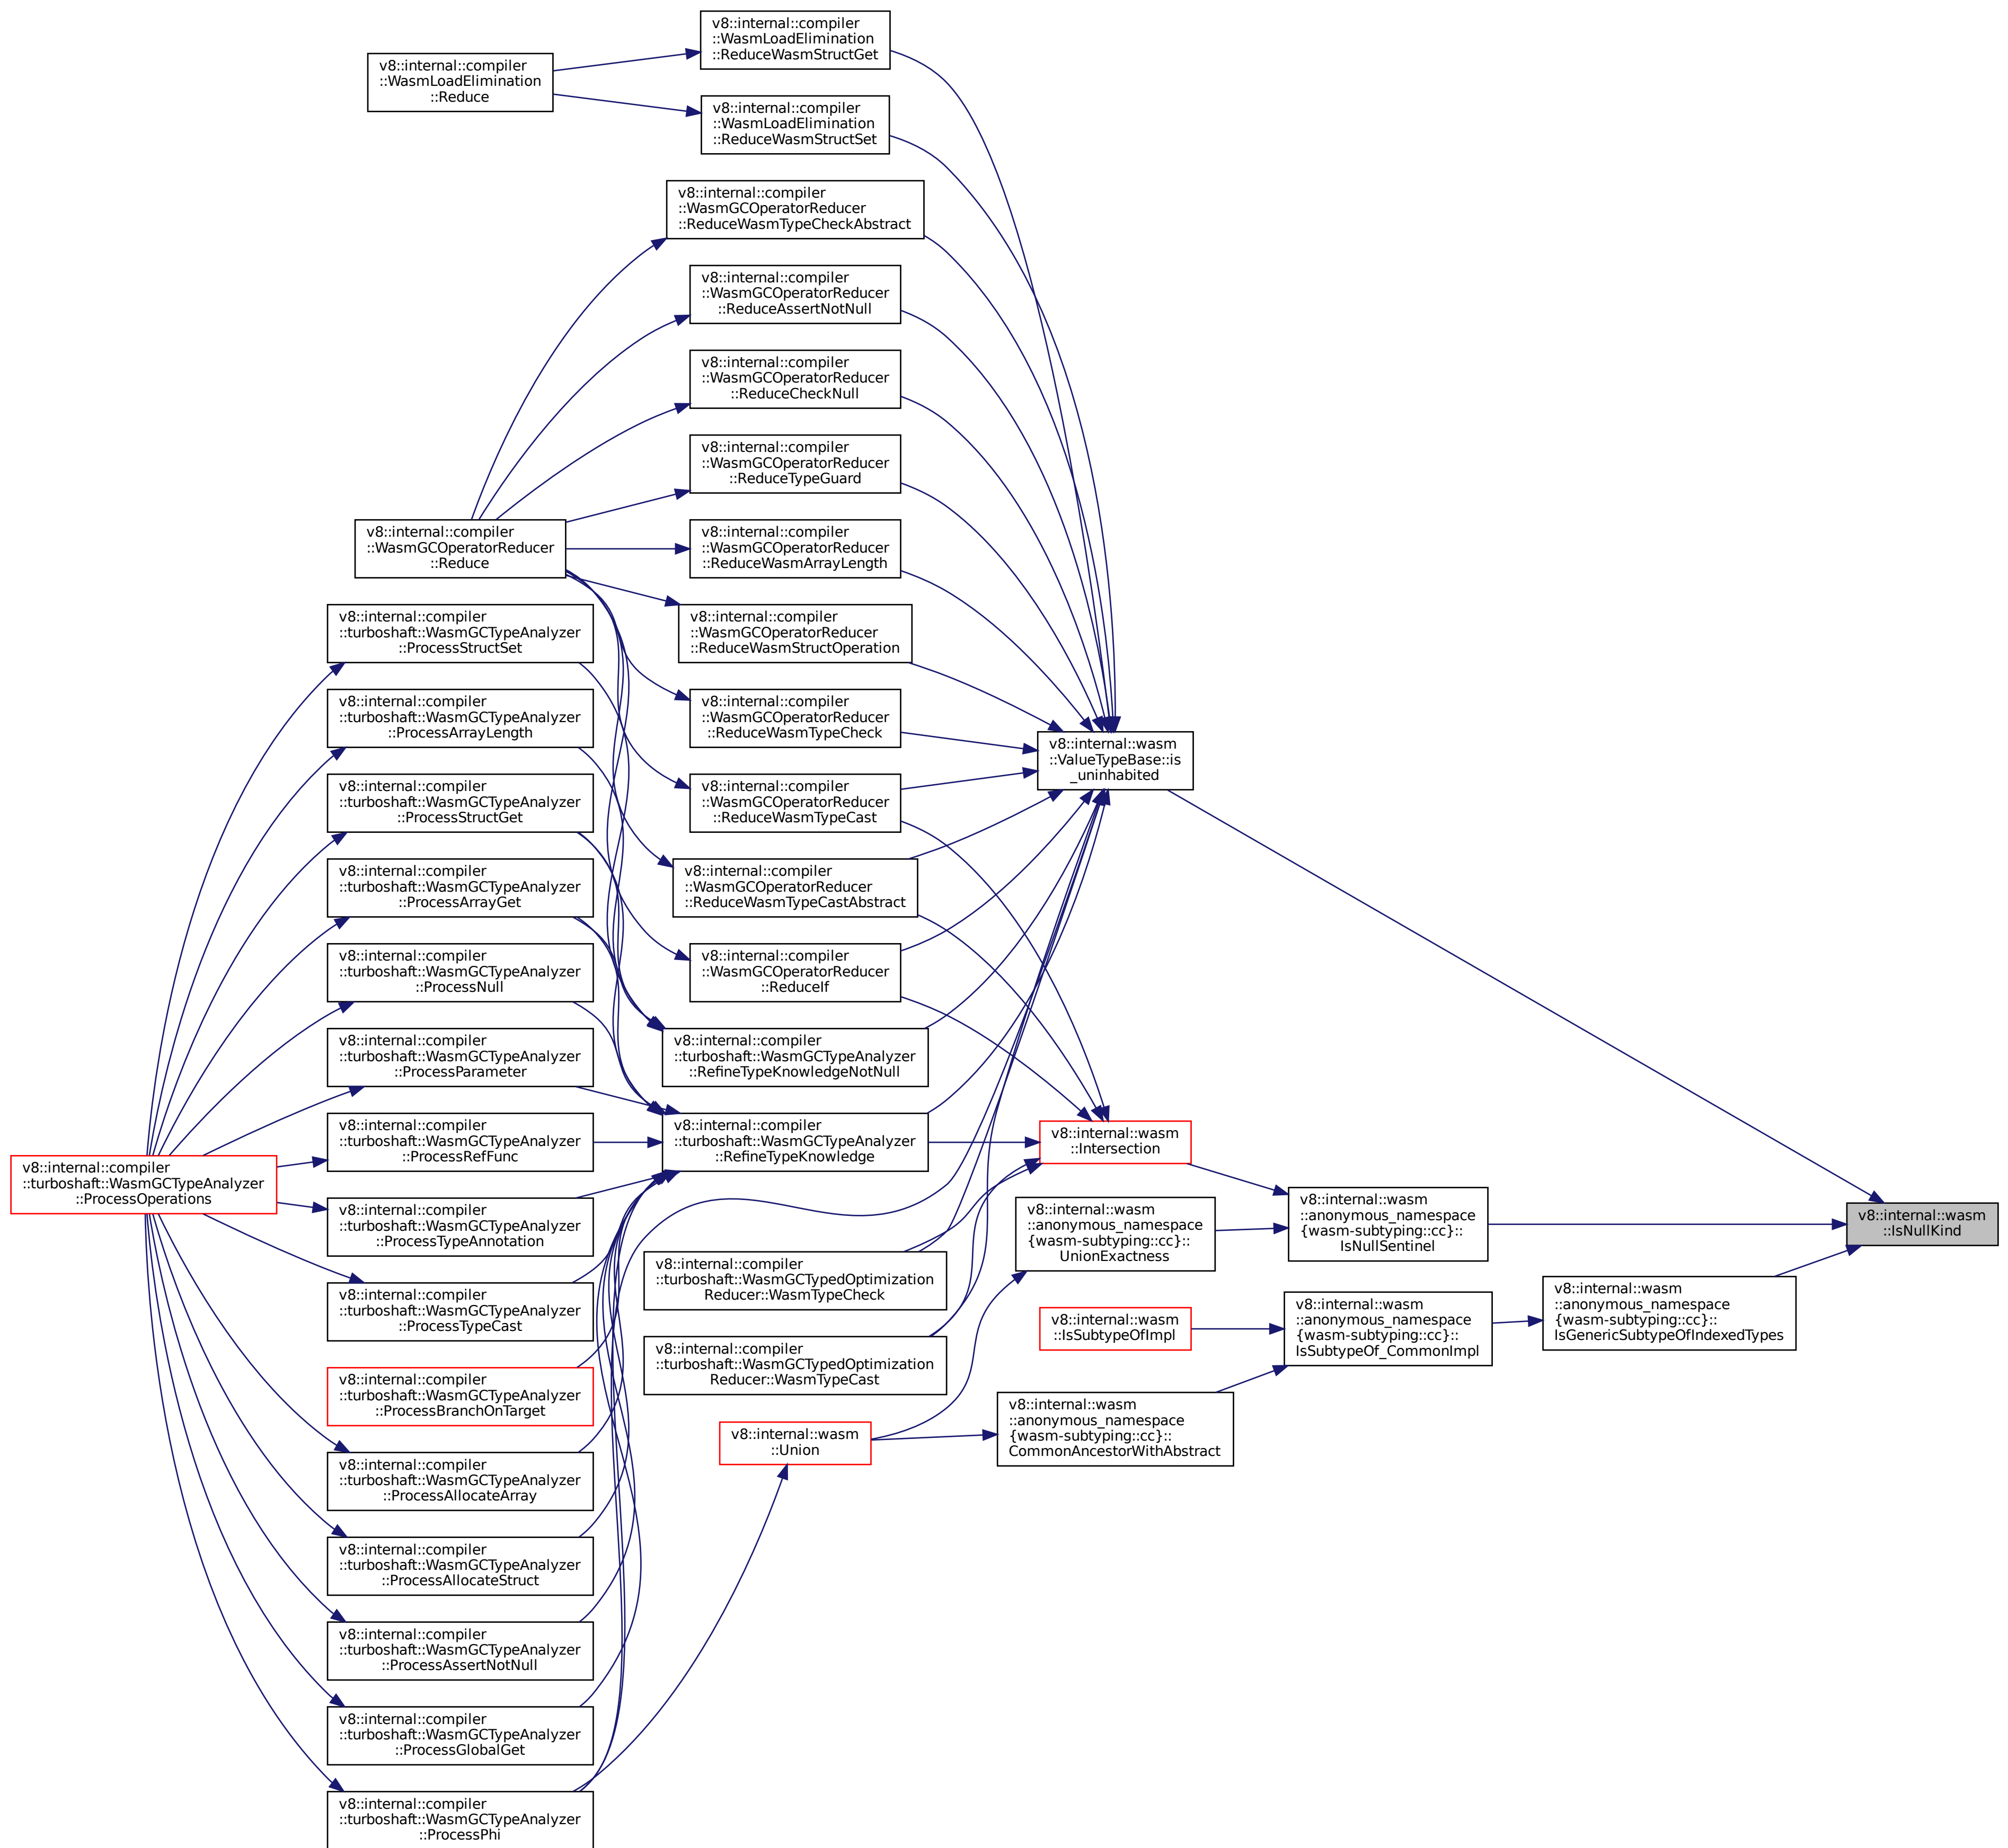 v8::internal::compiler
::WasmLoadElimination
::ReduceWasmStructGet
v8::internal::compiler
::WasmLoadElimination
::Reduce
v8::internal::compiler
::WasmLoadElimination
::ReduceWasmStructSet
v8::internal::compiler
::WasmGCOperatorReducer
::ReduceWasmTypeCheckAbstract
v8::internal::compiler
::WasmGCOperatorReducer
::ReduceAssertNotNull
v8::internal::compiler
::WasmGCOperatorReducer
::ReduceCheckNull
v8::internal::compiler
::WasmGCOperatorReducer
::ReduceTypeGuard
v8::internal::compiler
::WasmGCOperatorReducer
::Reduce
v8::internal::compiler
::WasmGCOperatorReducer
::ReduceWasmArrayLength
v8::internal::compiler
::turboshaft::WasmGCTypeAnalyzer
::ProcessStructSet
v8::internal::compiler
::WasmGCOperatorReducer
::ReduceWasmStructOperation
v8::internal::compiler
::turboshaft::WasmGCTypeAnalyzer
::ProcessArrayLength
v8::internal::compiler
::WasmGCOperatorReducer
::ReduceWasmTypeCheck
v8::internal::wasm
::ValueTypeBase::is
_uninhabited
v8::internal::compiler
::turboshaft::WasmGCTypeAnalyzer
::ProcessStructGet
v8::internal::compiler
::WasmGCOperatorReducer
::ReduceWasmTypeCast
v8::internal::compiler
::turboshaft::WasmGCTypeAnalyzer
::ProcessArrayGet
v8::internal::compiler
::WasmGCOperatorReducer
::ReduceWasmTypeCastAbstract
v8::internal::compiler
::turboshaft::WasmGCTypeAnalyzer
::ProcessNull
v8::internal::compiler
::WasmGCOperatorReducer
::ReduceIf
v8::internal::compiler
::turboshaft::WasmGCTypeAnalyzer
::ProcessParameter
v8::internal::compiler
::turboshaft::WasmGCTypeAnalyzer
::RefineTypeKnowledgeNotNull
v8::internal::compiler
::turboshaft::WasmGCTypeAnalyzer
::ProcessRefFunc
v8::internal::compiler
::turboshaft::WasmGCTypeAnalyzer
::RefineTypeKnowledge
v8::internal::wasm
::Intersection
v8::internal::compiler
::turboshaft::WasmGCTypeAnalyzer
::ProcessOperations
v8::internal::compiler
::turboshaft::WasmGCTypeAnalyzer
::ProcessTypeAnnotation
v8::internal::wasm
::anonymous_namespace
{wasm-subtyping::cc}::
UnionExactness
v8::internal::wasm
::anonymous_namespace
{wasm-subtyping::cc}::
IsNullSentinel
v8::internal::wasm
::IsNullKind
v8::internal::compiler
::turboshaft::WasmGCTypedOptimization
Reducer::WasmTypeCheck
v8::internal::compiler
::turboshaft::WasmGCTypeAnalyzer
::ProcessTypeCast
v8::internal::wasm
::IsSubtypeOfImpl
v8::internal::wasm
::anonymous_namespace
{wasm-subtyping::cc}::
IsSubtypeOf_CommonImpl
v8::internal::wasm
::anonymous_namespace
{wasm-subtyping::cc}::
IsGenericSubtypeOfIndexedTypes
v8::internal::compiler
::turboshaft::WasmGCTypedOptimization
Reducer::WasmTypeCast
v8::internal::compiler
::turboshaft::WasmGCTypeAnalyzer
::ProcessBranchOnTarget
v8::internal::wasm
::Union
v8::internal::wasm
::anonymous_namespace
{wasm-subtyping::cc}::
CommonAncestorWithAbstract
v8::internal::compiler
::turboshaft::WasmGCTypeAnalyzer
::ProcessAllocateArray
v8::internal::compiler
::turboshaft::WasmGCTypeAnalyzer
::ProcessAllocateStruct
v8::internal::compiler
::turboshaft::WasmGCTypeAnalyzer
::ProcessAssertNotNull
v8::internal::compiler
::turboshaft::WasmGCTypeAnalyzer
::ProcessGlobalGet
v8::internal::compiler
::turboshaft::WasmGCTypeAnalyzer
::ProcessPhi